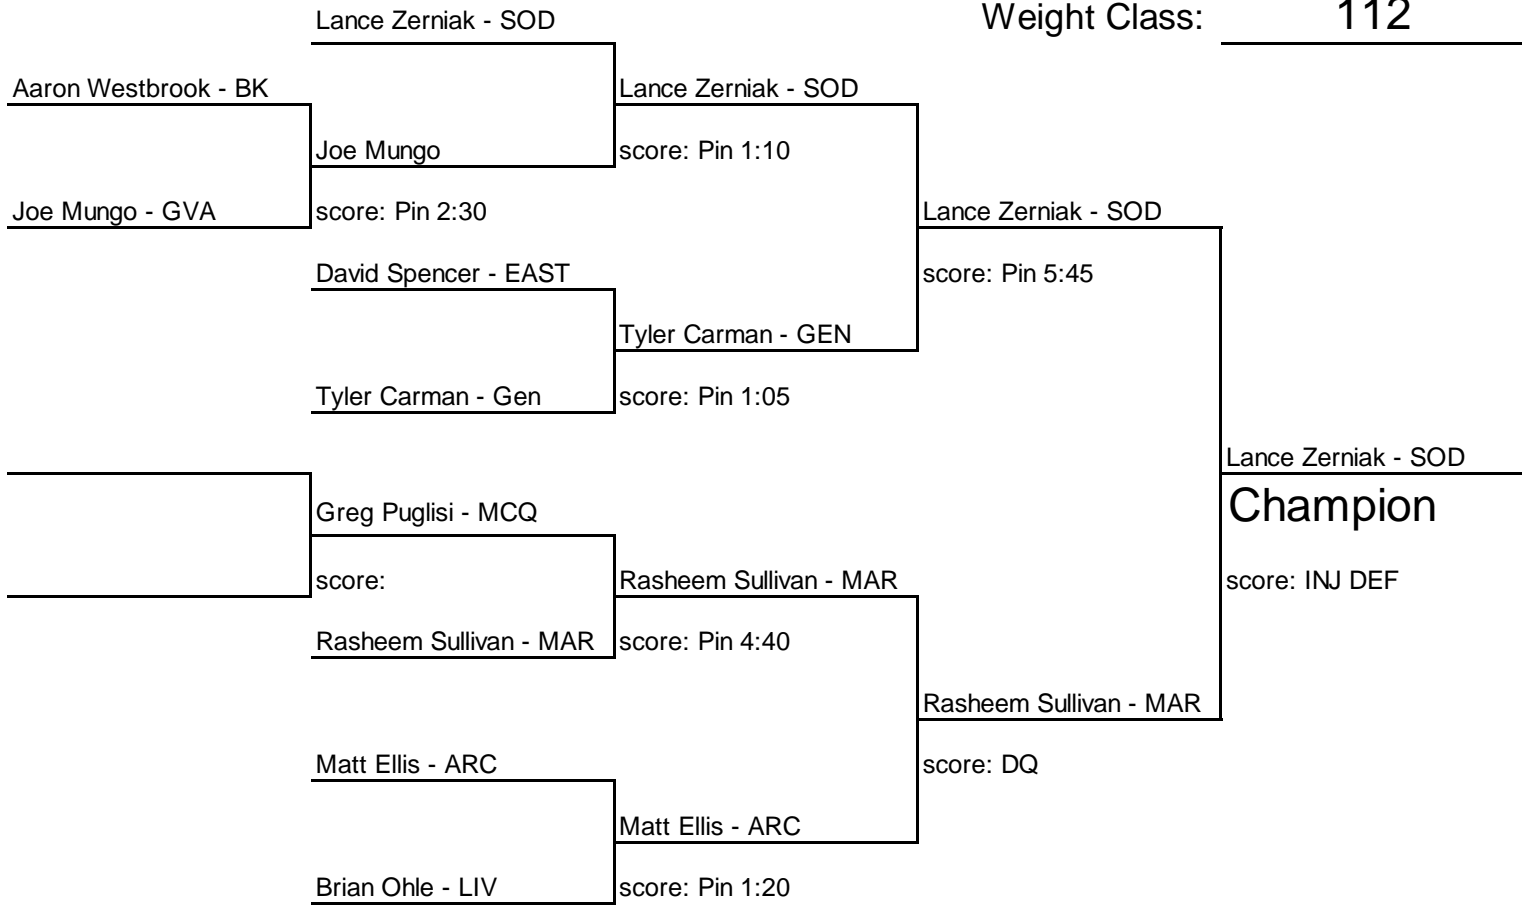 Lance Zerniak - SOD
Weight Class: 112
Aaron Westbrook - BK
Lance Zerniak - SOD
Joe Mungo
score: Pin 1:10
Joe Mungo - GVA
score: Pin 2:30
Lance Zerniak - SOD
David Spencer - EAST
score: Pin 5:45
Tyler Carman - GEN
Tyler Carman - Gen
score: Pin 1:05
Lance Zerniak - SOD
Greg Puglisi - MCQ
Champion
score:
Rasheem Sullivan - MAR
score: INJ DEF
Rasheem Sullivan - MAR
score: Pin 4:40
Rasheem Sullivan - MAR
Matt Ellis - ARC
score: DQ
Matt Ellis - ARC
Brian Ohle - LIV
score: Pin 1:20